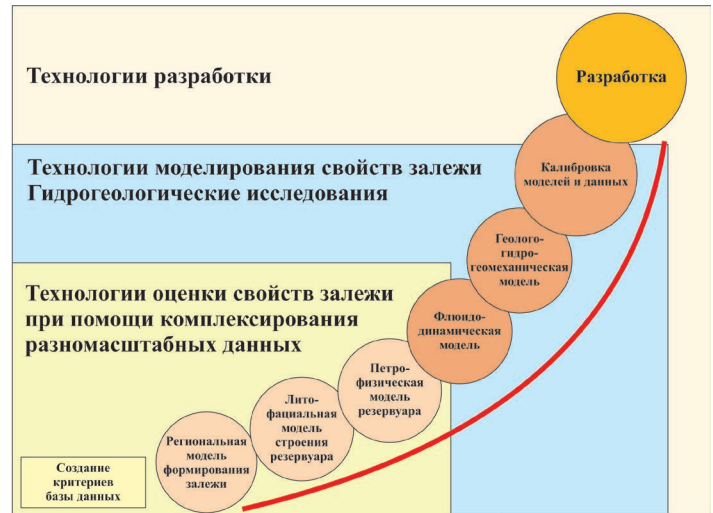 Технологии разработки
Разработка
Технологии моделирования свойств залежи
Гидрогеологические исследования
Калибровка
моделей и данных
Геолого-
гидро-
геомеханическая
модель
Технологии оценки свойств залежи
при помощи комплексирования
разномасштабных данных
Флюидо-
динамическая
модель
Петро-
физическая
модель
резервуара
Лито-
фациальная
модель
строения
резервуара
Региональная
модель
формирования
залежи
Создание
критериев
базы данных